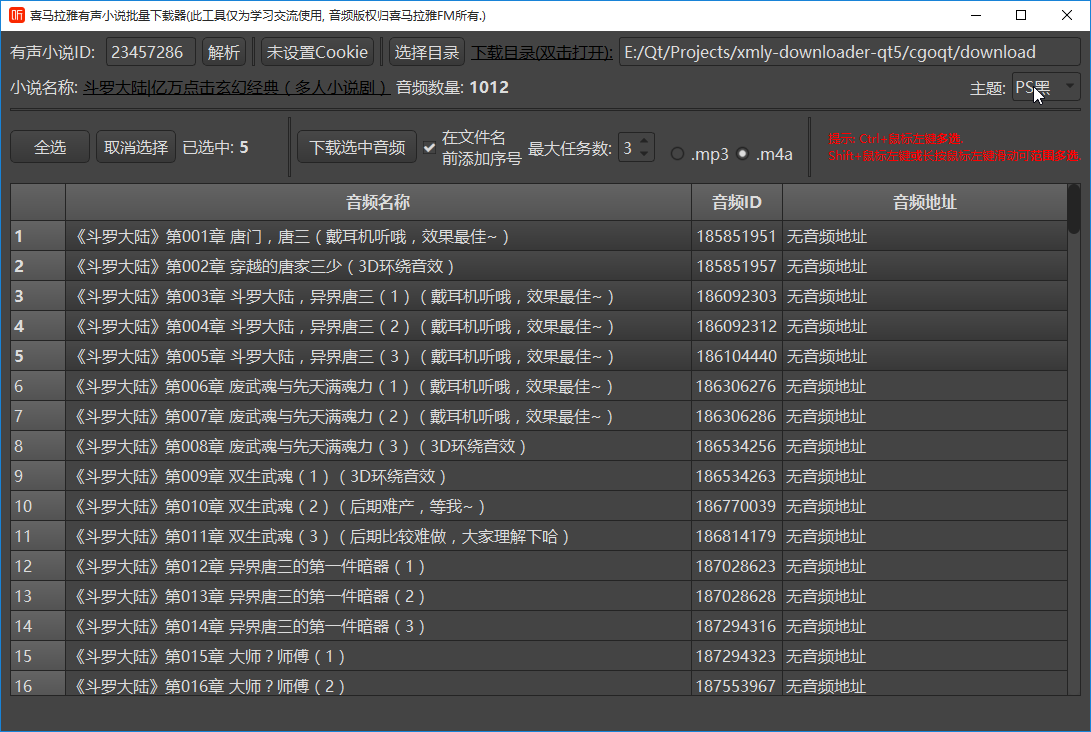 听 喜马拉雅有声小说批量下载器(此工具仅为学习交流使用, 音频版权归喜马拉雅FM所有.)
有声小说ID: 23457286 解析 未设置Cookie 选择目录 下载目录(双击打开): E:/Qt/Projects/xmly-downloader-qt5/cgoqt/download
小说名称: 斗罗大陆|亿万点击玄幻经典（多人小说剧） 音频数量: 1012 主题: PS黑
全选 取消选择 已选中: 5 下载选中音频 在文件名
前添加序号 最大任务数: 3 .mp3 .m4a
提示: Ctrl+鼠标左键多选,
Shift+鼠标左键或长按鼠标左键滑动可范围多选.
音频名称 音频ID 音频地址
1 《斗罗大陆》第001章 唐门，唐三（戴耳机听哦，效果最佳~） 185851951 无音频地址
2 《斗罗大陆》第002章 穿越的唐家三少（3D环绕音效） 185851957 无音频地址
3 《斗罗大陆》第003章 斗罗大陆，异界唐三（1）（戴耳机听哦，效果最佳~） 186092303 无音频地址
4 《斗罗大陆》第004章 斗罗大陆，异界唐三（2）（戴耳机听哦，效果最佳~） 186092312 无音频地址
5 《斗罗大陆》第005章 斗罗大陆，异界唐三（3）（戴耳机听哦，效果最佳~） 186104440 无音频地址
6 《斗罗大陆》第006章 废武魂与先天满魂力（1）（戴耳机听哦，效果最佳~） 186306276 无音频地址
7 《斗罗大陆》第007章 废武魂与先天满魂力（2）（戴耳机听哦，效果最佳~） 186306286 无音频地址
8 《斗罗大陆》第008章 废武魂与先天满魂力（3）（3D环绕音效） 186534256 无音频地址
9 《斗罗大陆》第009章 双生武魂（1）（3D环绕音效） 186534263 无音频地址
10 《斗罗大陆》第010章 双生武魂（2）（后期难产，等我~） 186770039 无音频地址
11 《斗罗大陆》第011章 双生武魂（3）（后期比较难做，大家理解下哈） 186814179 无音频地址
12 《斗罗大陆》第012章 异界唐三的第一件暗器（1） 187028623 无音频地址
13 《斗罗大陆》第013章 异界唐三的第一件暗器（2） 187028628 无音频地址
14 《斗罗大陆》第014章 异界唐三的第一件暗器（3） 187294316 无音频地址
15 《斗罗大陆》第015章 大师？师傅（1） 187294323 无音频地址
16 《斗罗大陆》第016章 大师？师傅（2） 187553967 无音频地址